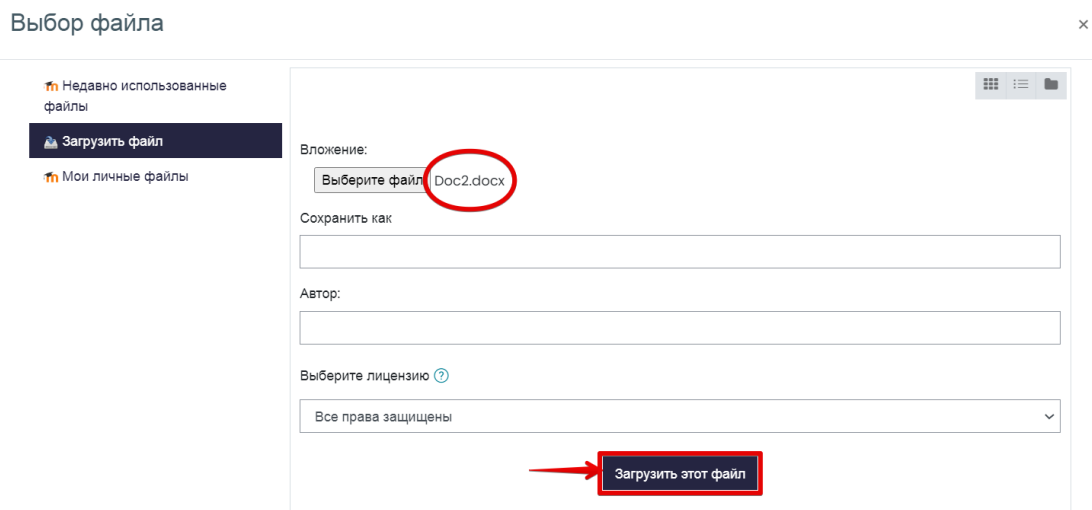 Выбор файла
×
Недавно использованные
файлы
Загрузить файл
Мои личные файлы
Вложение:
Выберите файл Doc2.docx
Сохранить как
Автор:
Выберите лицензию ?
Все права защищены
Загрузить этот файл